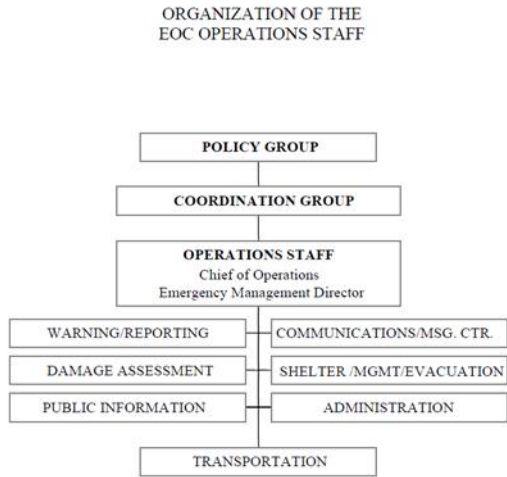 ORGANIZATION OF THE
EOC OPERATIONS STAFF
POLICY GROUP
COORDINATION GROUP
OPERATIONS STAFF
Chief of Operations
Emergency Management Director
WARNING/REPORTING
COMMUNICATIONS/MSG. CTR.
DAMAGE ASSESSMENT
SHELTER /MGMT/EVACUATION
PUBLIC INFORMATION
ADMINISTRATION
TRANSPORTATION